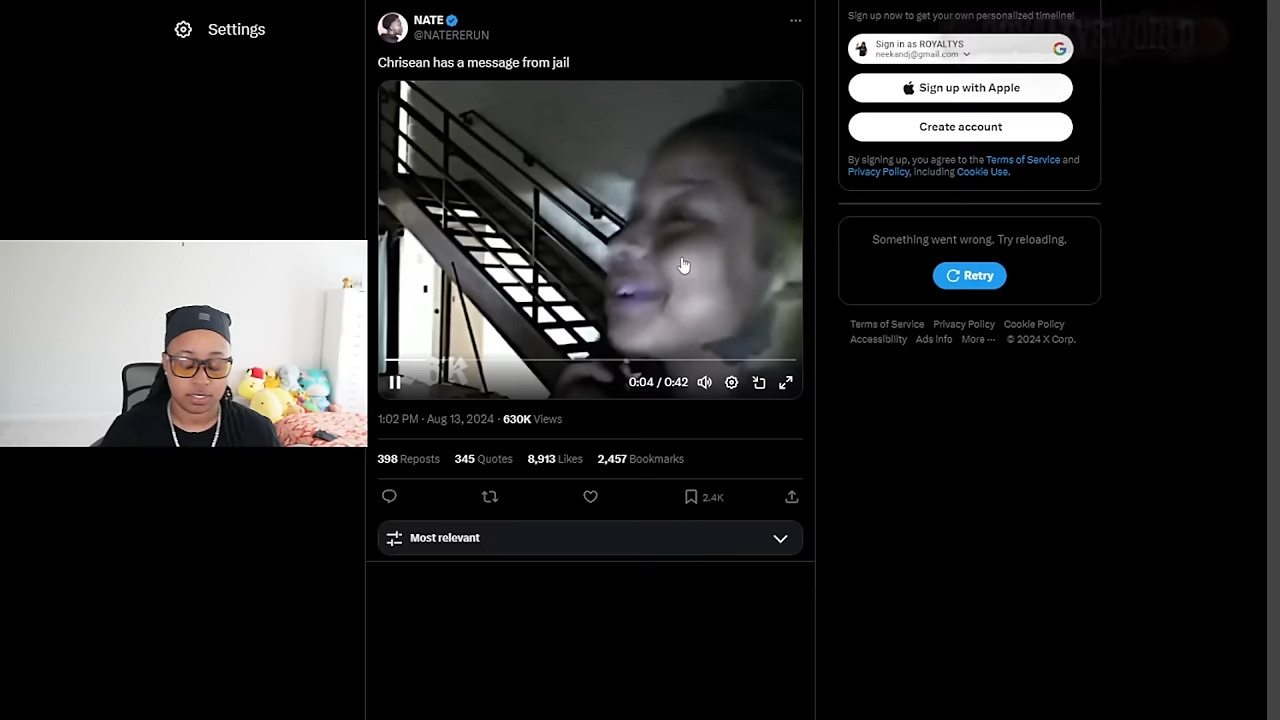 Settings
NATE
@NATERERUN
Chrisean has a message from jail
0:04 / 0:42
1:02 PM · Aug 13, 2024 · 630K Views
398 Reposts 345 Quotes 8,913 Likes 2,457 Bookmarks
2.4K
Most relevant
Sign up now to get your own personalized timeline!
Sign in as ROYALTYS
neekandj@gmail.com
Sign up with Apple
Create account
By signing up, you agree to the Terms of Service and
Privacy Policy, including Cookie Use.
Something went wrong. Try reloading.
Retry
Terms of Service Privacy Policy Cookie Policy
Accessibility Ads info More ··· © 2024 X Corp.